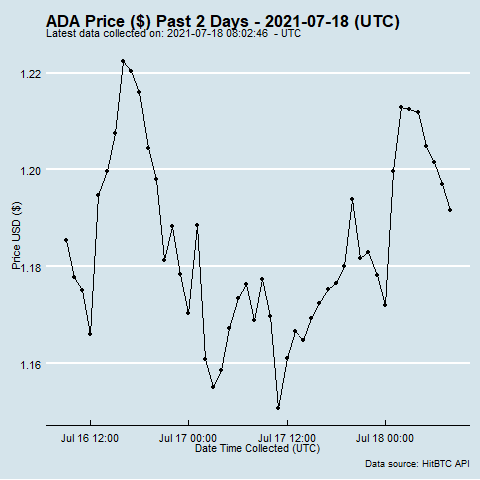 ADA Price ($) Past 2 Days - 2021-07-18 (UTC)
Latest data collected on: 2021-07-18 08:02:46  - UTC
1.22
1.20
1.18
1.16
Price USD ($)
Jul 16 12:00
Jul 17 00:00
Jul 17 12:00
Jul 18 00:00
Date Time Collected (UTC)
Data source: HitBTC API